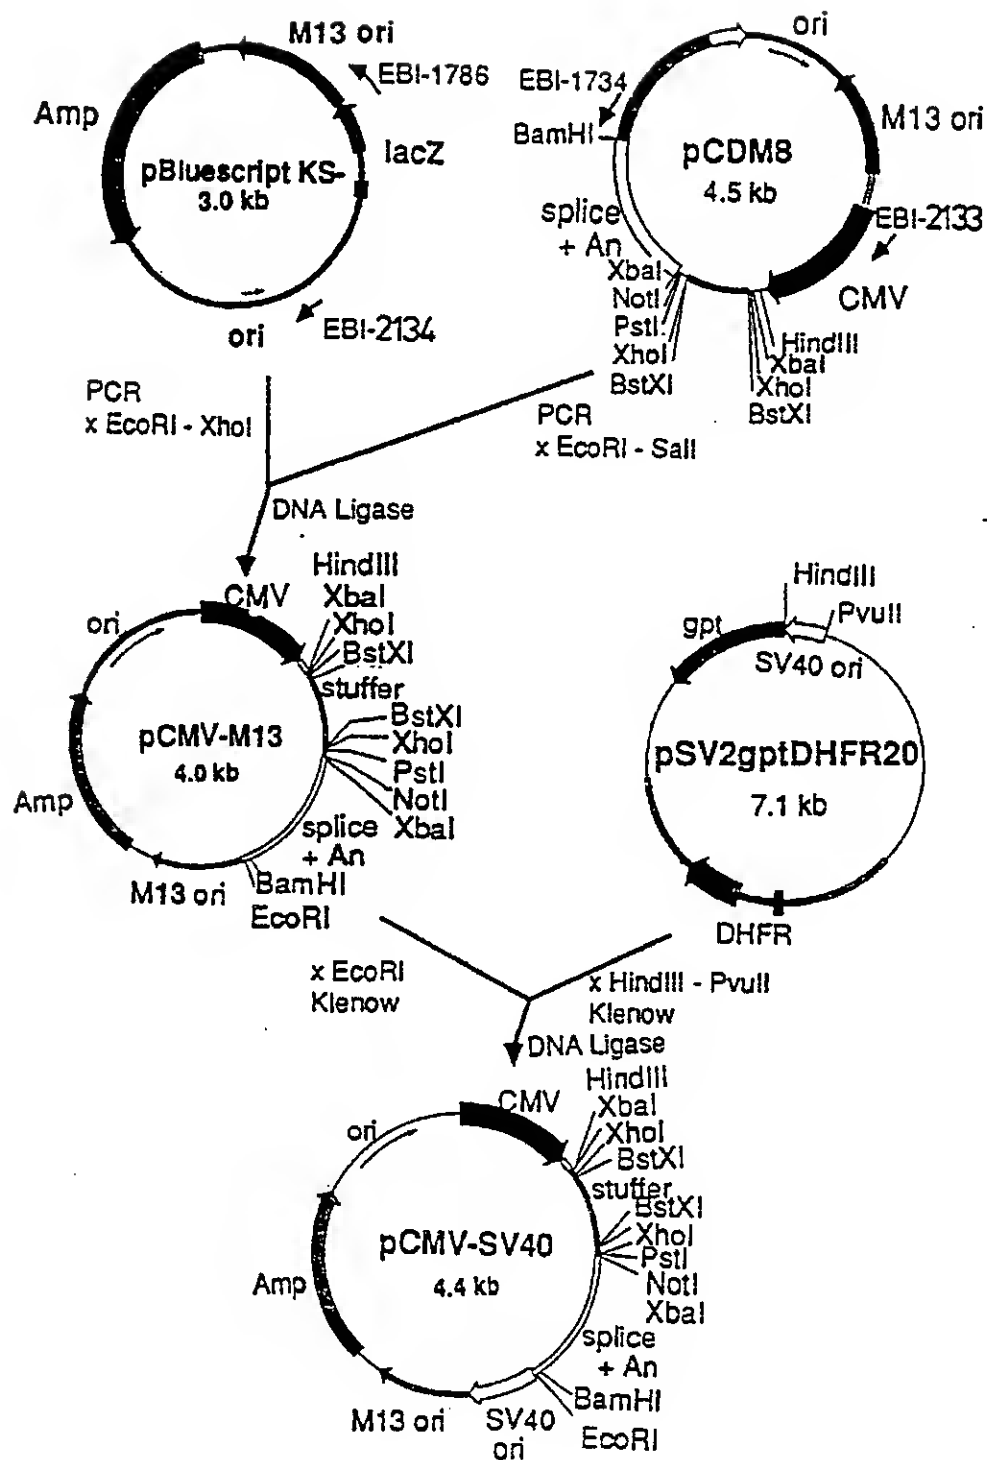 M13 ori
EBI-1786
Amp
lacZ
pBluescript KS-
3.0 kb
ori
EBI-2134
ori
EBI-1734
BamHI
M13 ori
pCDM8
4.5 kb
splice
+ An
EBI-2133
XbaI
NotI
PstI
XhoI
BstXI
CMV
HindIII
XbaI
XhoI
BstXI
PCR
x EcoRI - XhoI
PCR
x EcoRI - SalI
DNA Ligase
CMV
HindIII
XbaI
XhoI
BstXI
stuffer
BstXI
XhoI
PstI
NotI
XbaI
ori
pCMV-M13
4.0 kb
Amp
splice
+ An
M13 ori
BamHI
EcoRI
HindIII
PvuII
gpt
SV40 ori
pSV2gptDHFR20
7.1 kb
DHFR
x EcoRI
Klenow
x HindIII - PvuII
Klenow
DNA Ligase
CMV
HindIII
XbaI
XhoI
BstXI
stuffer
BstXI
XhoI
PstI
NotI
XbaI
ori
pCMV-SV40
4.4 kb
Amp
splice
+ An
BamHI
EcoRI
M13 ori
SV40
ori